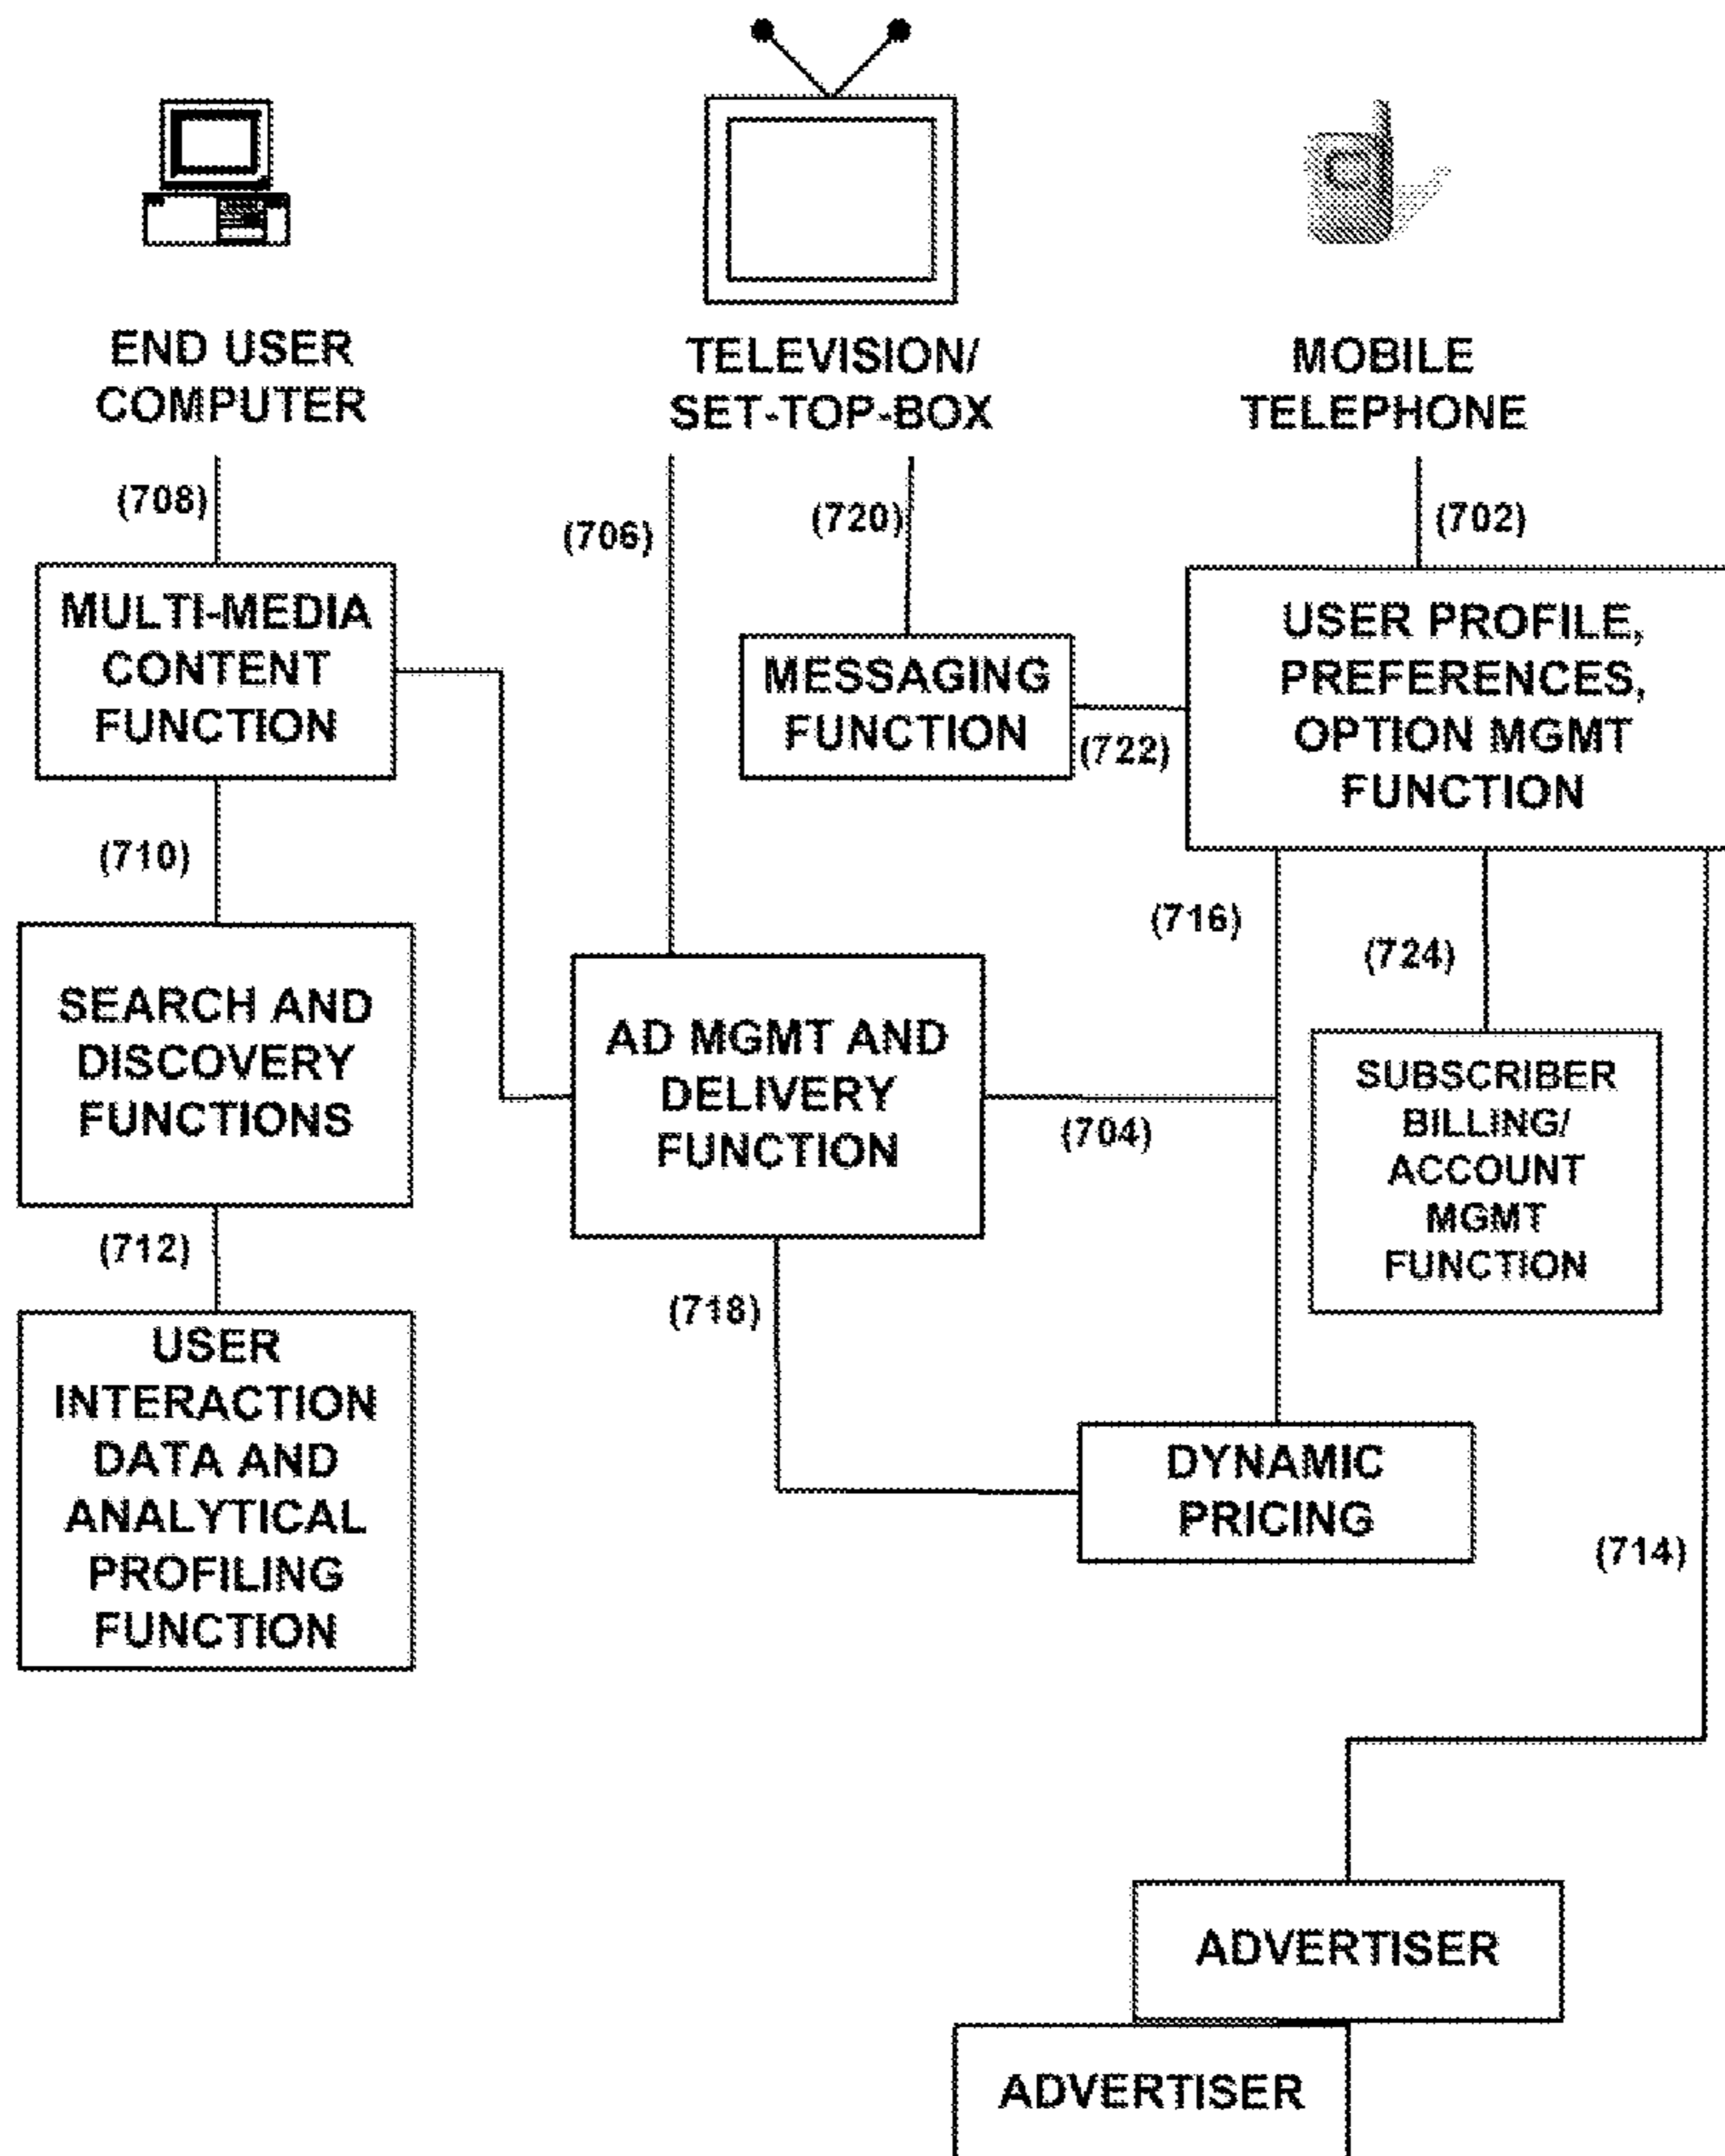 END USER
COMPUTER
TELEVISION/
SET-TOP-BOX
MOBILE
TELEPHONE
(708)
(706)
(720)
(702)
MULTI-MEDIA
CONTENT
FUNCTION
MESSAGING
FUNCTION
(722)
USER PROFILE,
PREFERENCES,
OPTION MGMT
FUNCTION
(710)
(716)
(724)
SEARCH AND
DISCOVERY
FUNCTIONS
AD MGMT AND
DELIVERY
FUNCTION
(704)
SUBSCRIBER
BILLING/
ACCOUNT
MGMT
FUNCTION
(712)
(718)
USER
INTERACTION
DATA AND
ANALYTICAL
PROFILING
FUNCTION
DYNAMIC
PRICING
(714)
ADVERTISER
ADVERTISER